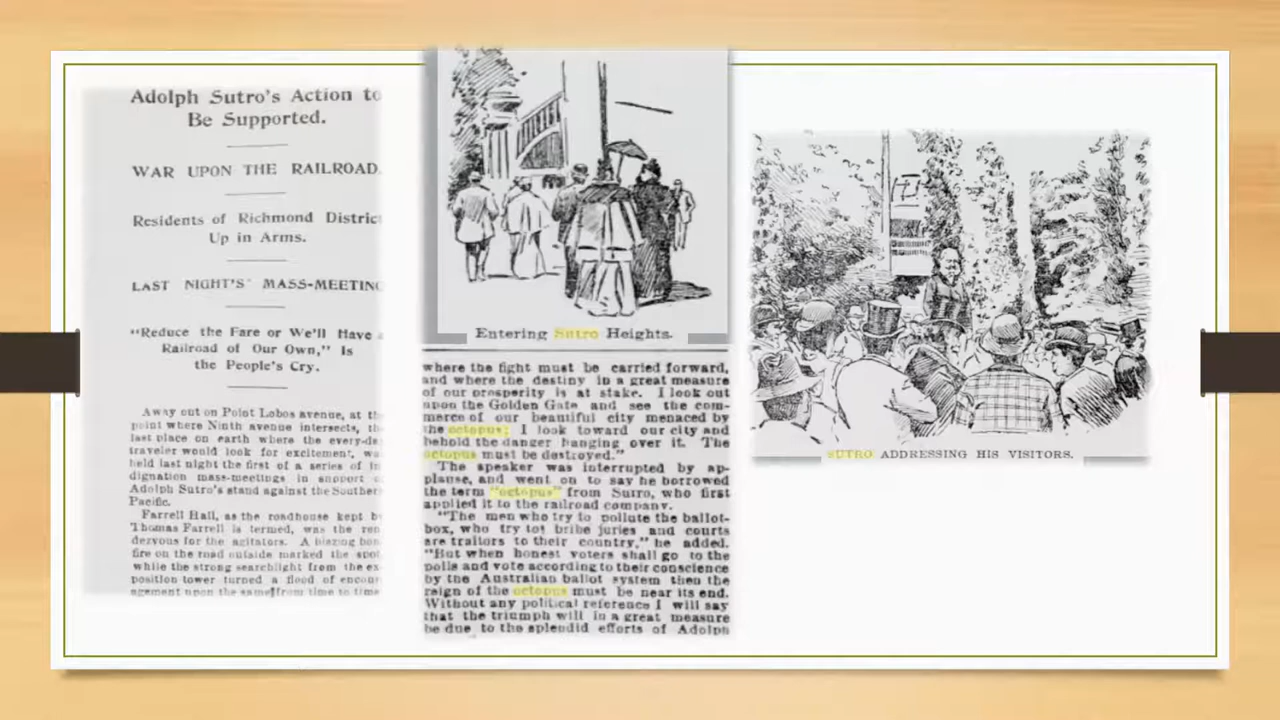 Adolph Sutro's Action to
Be Supported.
WAR UPON THE RAILROAD.
Residents of Richmond District
Up in Arms.
LAST NIGHT'S MASS-MEETING
"Reduce the Fare or We'll Have a
Railroad of Our Own," Is
the People's Cry.
Away out on Point Lobos avenue, at the
point where Ninth avenue intersects, the
last place on earth where the every-da
traveler would look for excitement, wa
held last night the first of a series of in
dignation mass-meetings in support o
Adolph Sutro's stand against the Southern
Pacific.
Farrell Hall, as the roadhouse kept by
Thomas Farrell is termed, was the ren
dezvous for the agitators. A blazing bon
fire on the road outside marked the spot
while the strong searchlight from the ex
position tower turned a flood of encour
agement upon the same from time to time
Entering Sutro Heights.
where the fight must be carried forward,
and where the destiny in a great measure
of our prosperity is at stake. I look out
upon the Golden Gate and see the com-
merce of our beautiful city menaced by
the octopus; I look toward our city and
behold the danger hanging over it. The
octopus must be destroyed."
The speaker was interrupted by ap-
plause, and went on to say he borrowed
the term "octopus" from Sutro, who first
applied it to the railroad company.
"The men who try to pollute the ballot-
box, who try to bribe juries and courts
are traitors to their country," he added.
"But when honest voters shall go to the
polls and vote according to their conscience
by the Australian ballot system then the
reign of the octopus must be near its end.
Without any political reference I will say
that the triumph will in a great measure
be due to the splendid efforts of Adolph
SUTRO ADDRESSING HIS VISITORS.